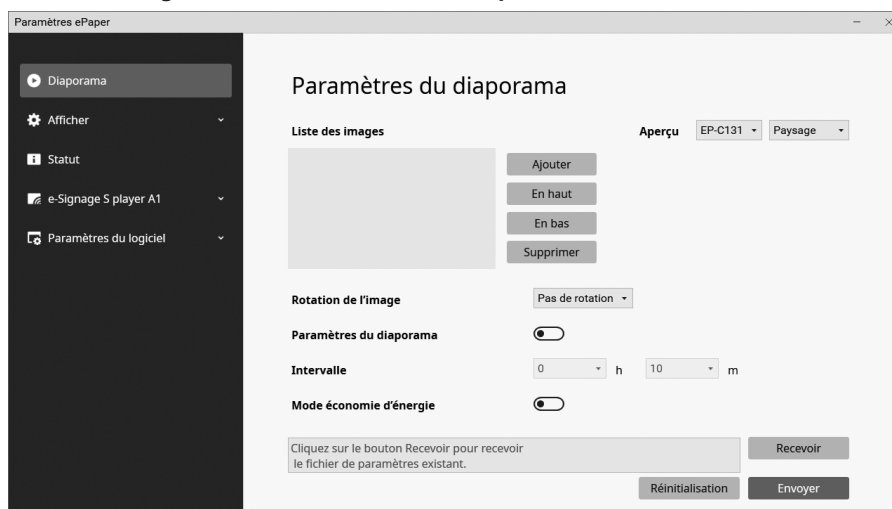 Paramètres ePaper
Diaporama
Afficher
Statut
e-Signage S player A1
Paramètres du logiciel
Paramètres du diaporama
Liste des images
Aperçu EP-C131 Paysage
Ajouter
En haut
En bas
Supprimer
Rotation de l’image Pas de rotation
Paramètres du diaporama
Intervalle 0 h 10 m
Mode économie d’énergie
Cliquez sur le bouton Recevoir pour recevoir
le fichier de paramètres existant.
Recevoir
Réinitialisation Envoyer